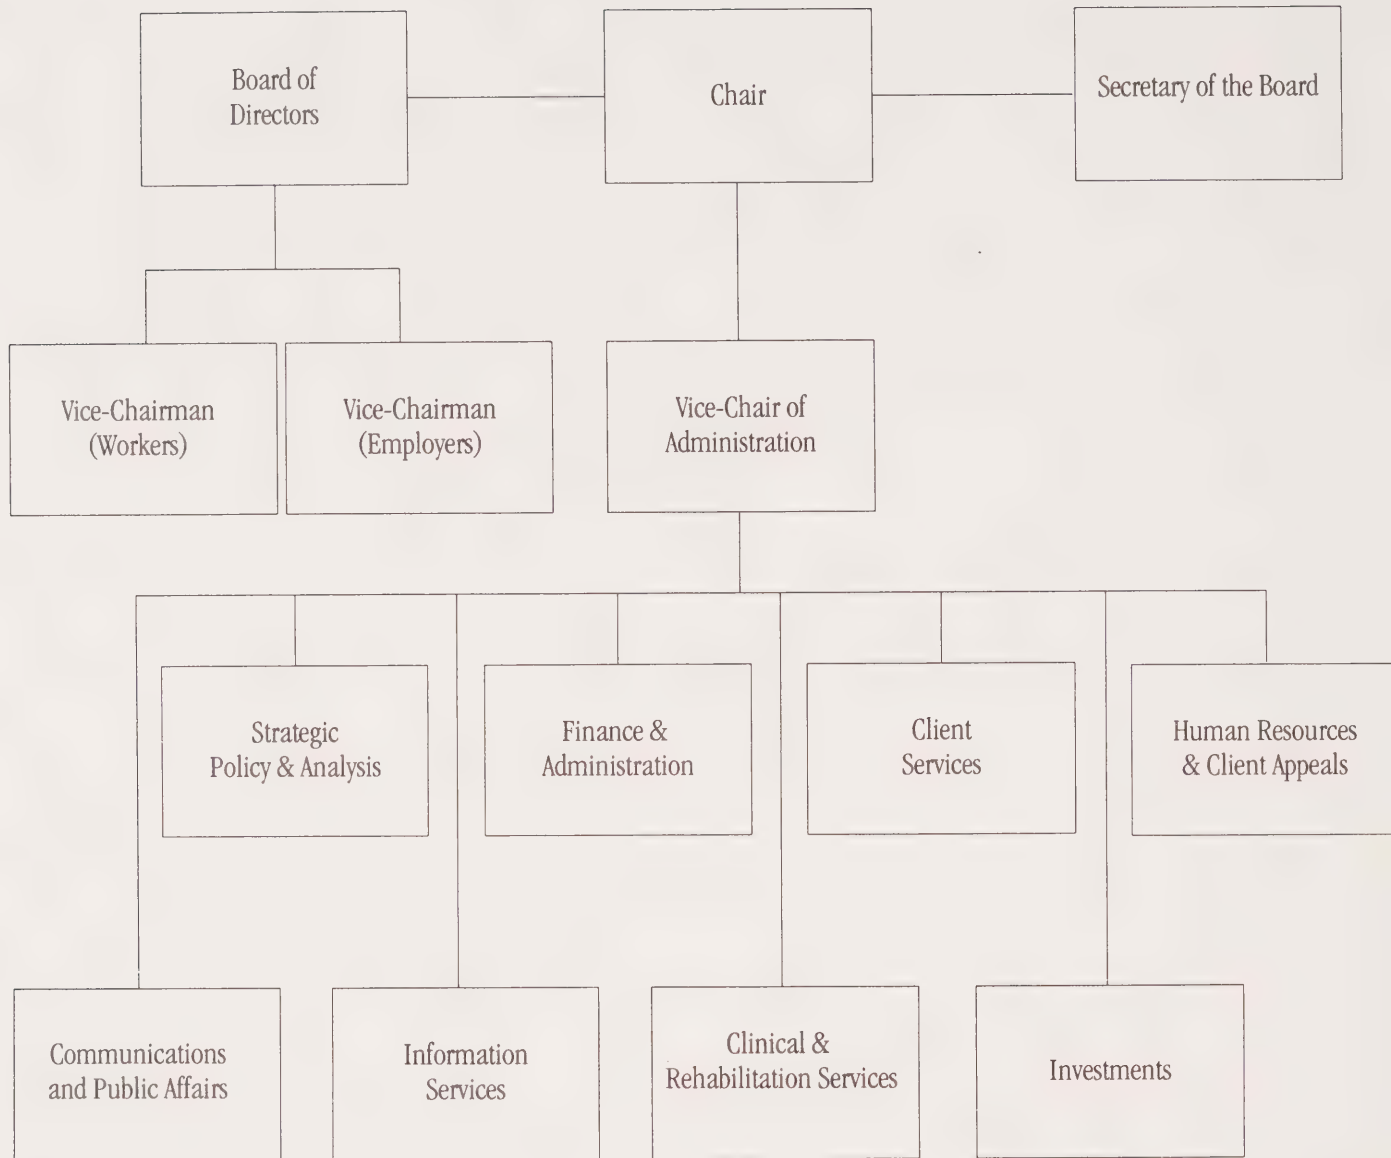 Board of
Directors
Chair
Secretary of the Board
Vice-Chairman
(Workers)
Vice-Chairman
(Employers)
Vice-Chair of
Administration
Strategic
Policy & Analysis
Finance &
Administration
Client
Services
Human Resources
& Client Appeals
Communications
and Public Affairs
Information
Services
Clinical &
Rehabilitation Services
Investments